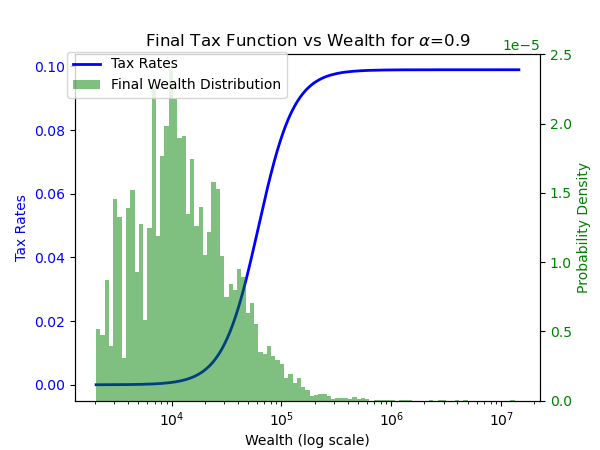 Final Tax Function vs Wealth for α=0.9
1e−5
Tax Rates
Final Wealth Distribution
0.10
0.08
0.06
0.04
0.02
0.00
Tax Rates
2.5
2.0
1.5
1.0
0.5
0.0
Probability Density
10⁴ 10⁵ 10⁶ 10⁷
Wealth (log scale)